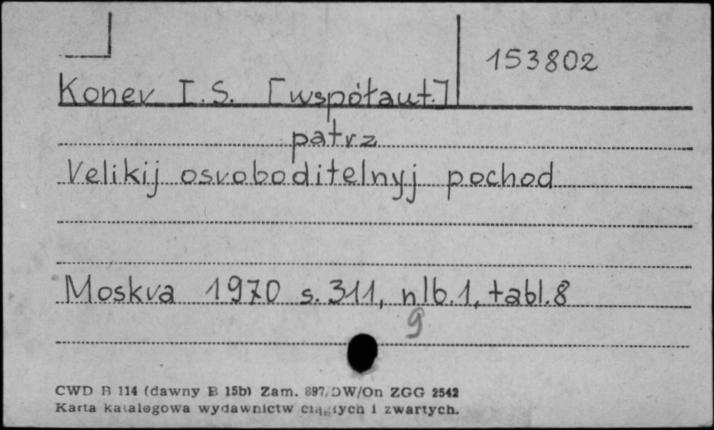 153802
Konev I.S. [współaut.]
patrz
Velikij osvoboditelnyj pochod
Moskva 1970 s. 311, nlb.1, tabl.8
9
CWD B 114 (dawny B 15b) Zam. 897/DW/On ZGG 2542
Karta katalogowa wydawnictw ciągłych i zwartych.